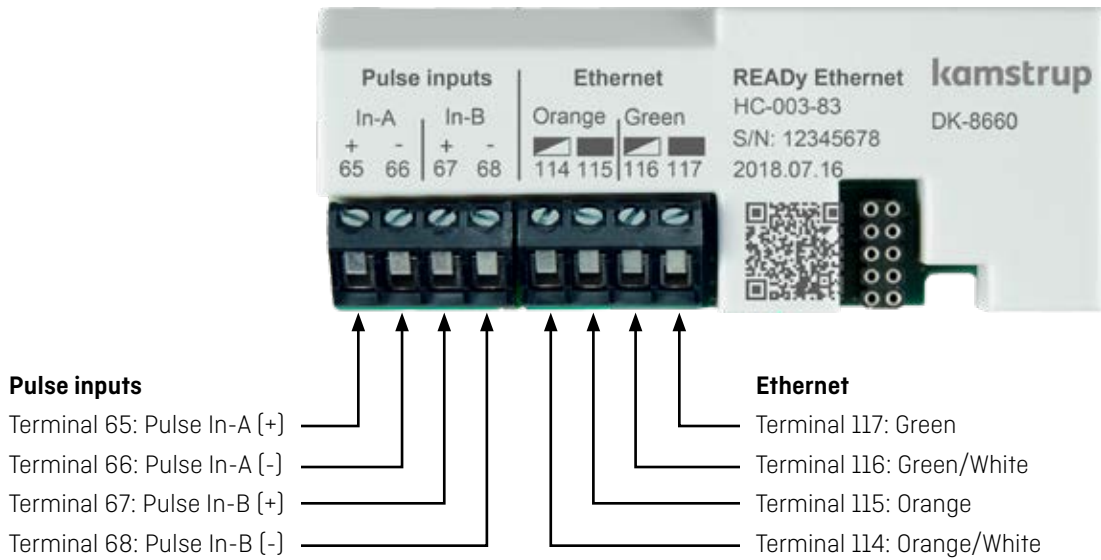 Pulse inputs
Ethernet
In-A
In-B
Orange
Green
+ - + -
65 66 67 68
114 115 116 117
READy Ethernet
HC-003-83
S/N: 12345678
2018.07.16
kamstrup
DK-8660
Pulse inputs
Terminal 65: Pulse In-A (+)
Terminal 66: Pulse In-A (-)
Terminal 67: Pulse In-B (+)
Terminal 68: Pulse In-B (-)
Ethernet
Terminal 117: Green
Terminal 116: Green/White
Terminal 115: Orange
Terminal 114: Orange/White